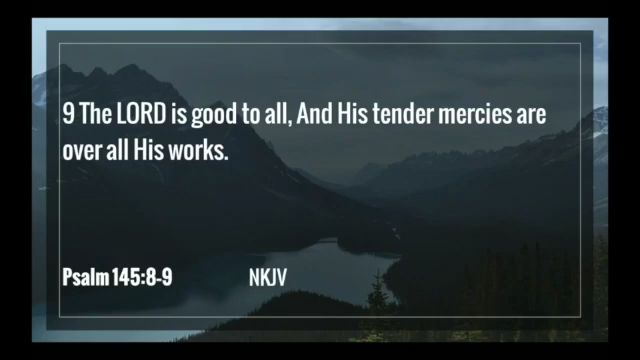 9 The LORD is good to all, And His tender mercies are
over all His works.
Psalm 145:8-9 NKJV